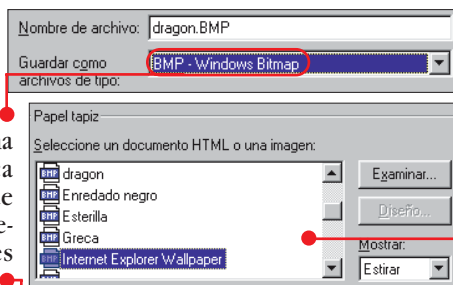 Nombre de archivo: dragon.BMP
Guardar como BMP - Windows Bitmap
archivos de tipo:
Papel tapiz
Seleccione un documento HTML o una imagen:
dragon
Enredado negro
Esterilla
Greca
Internet Explorer Wallpaper
Examinar...
Diseño...
Mostrar:
Estirar
es